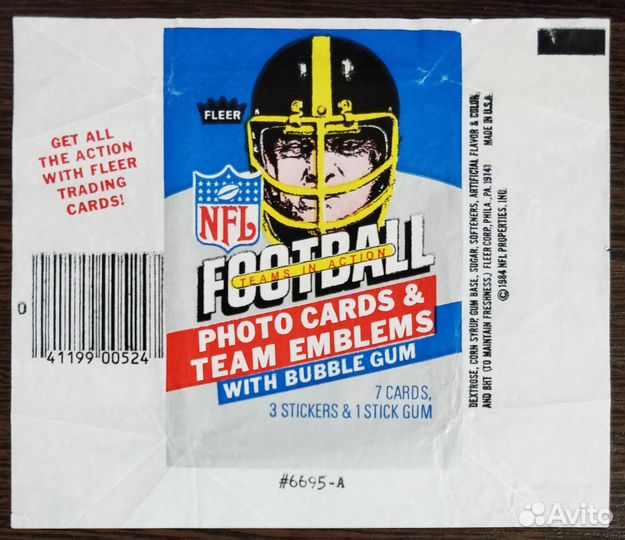 GET ALL
THE ACTION
WITH FLEER
TRADING
CARDS!
0
41199 00524
FLEER
NFL
FOOTBALL
TEAMS IN ACTION
PHOTO CARDS &
TEAM EMBLEMS
WITH BUBBLE GUM
7 CARDS,
3 STICKERS & 1 STICK GUM
#6695-A
DEXTROSE, CORN SYRUP, GUM BASE, SUGAR, SOFTENERS, ARTIFICIAL FLAVOR & COLOR,
AND BHT (TO MAINTAIN FRESHNESS.) FLEER CORP., PHILA., PA. 19141 MADE IN U.S.A.
©1984 NFL PROPERTIES, INC.
Avito